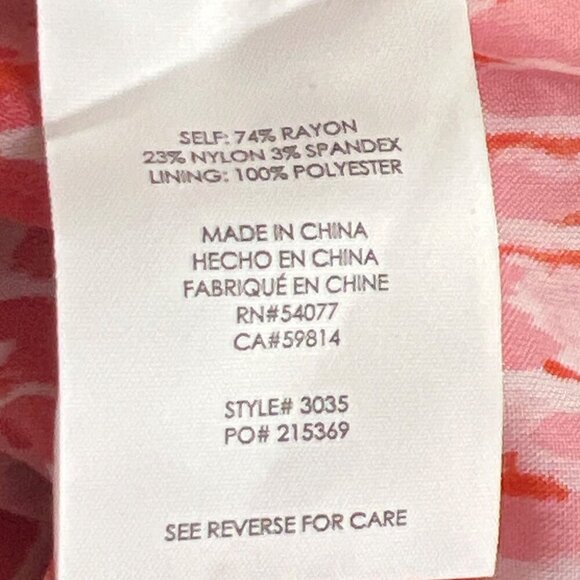 SELF: 74% RAYON
23% NYLON 3% SPANDEX
LINING: 100% POLYESTER
MADE IN CHINA
HECHO EN CHINA
FABRIQUÉ EN CHINE
RN#54077
CA#59814
STYLE# 3035
PO# 215369
SEE REVERSE FOR CARE